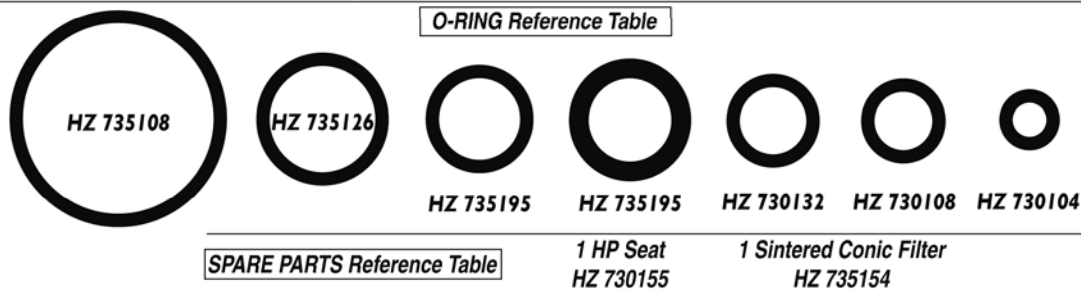 O-RING Reference Table
HZ 735108
HZ 735126
HZ 735195
HZ 735195
HZ 730132
HZ 730108
HZ 730104
SPARE PARTS Reference Table
1 HP Seat
HZ 730155
1 Sintered Conic Filter
HZ 735154